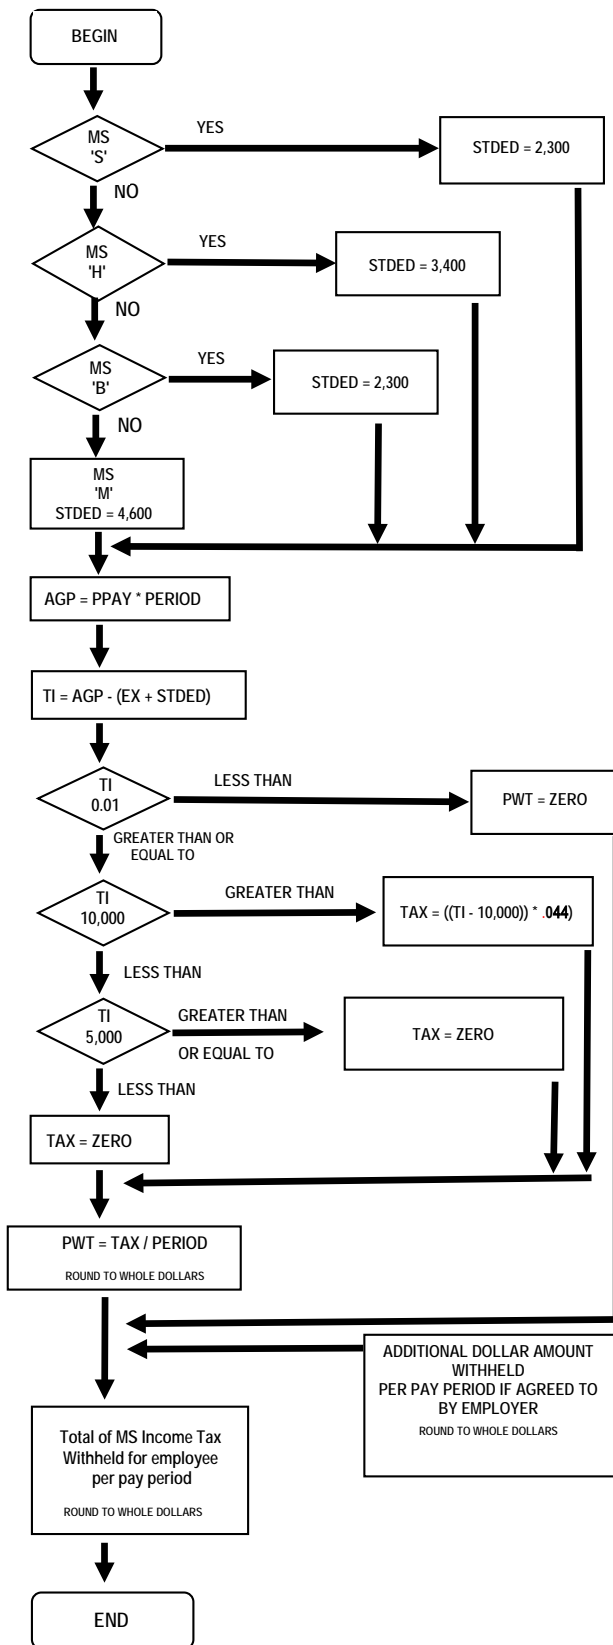 BEGIN
MS
'S'
YES
STDED = 2,300
NO
MS
'H'
YES
STDED = 3,400
NO
MS
'B'
YES
STDED = 2,300
NO
MS
'M'
STDED = 4,600
AGP = PPAY * PERIOD
TI = AGP - (EX + STDED)
TI
0.01
LESS THAN
PWT = ZERO
GREATER THAN OR
EQUAL TO
TI
10,000
GREATER THAN
TAX = ((TI - 10,000)) * .044)
LESS THAN
TI
5,000
GREATER THAN
OR EQUAL TO
TAX = ZERO
LESS THAN
TAX = ZERO
PWT = TAX / PERIOD
ROUND TO WHOLE DOLLARS
ADDITIONAL DOLLAR AMOUNT
WITHHELD
PER PAY PERIOD IF AGREED TO
BY EMPLOYER
ROUND TO WHOLE DOLLARS
Total of MS Income Tax
Withheld for employee
per pay period
ROUND TO WHOLE DOLLARS
END